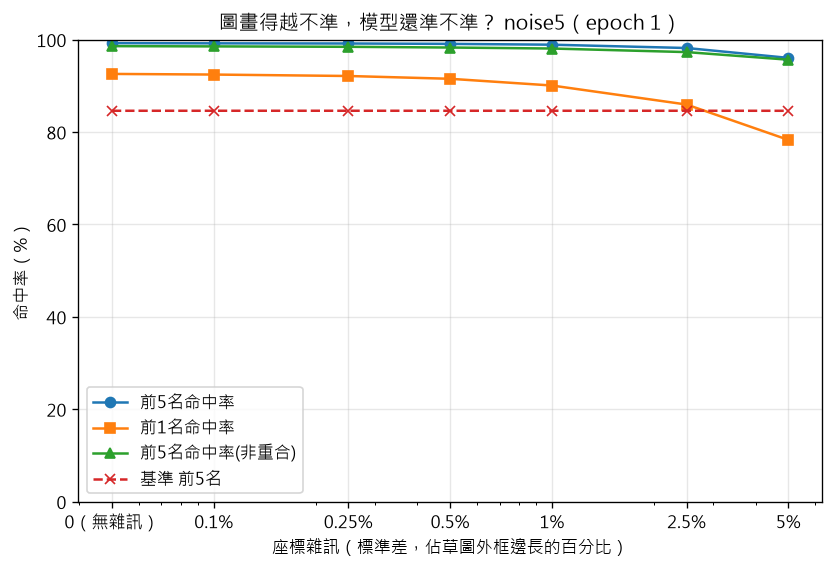 圖畫得越不準，模型還準不準？ noise5（epoch 1）
100
80
60
40
20
0
命中率（%）
前5名命中率
前1名命中率
前5名命中率(非重合)
基準 前5名
0（無雜訊） 0.1% 0.25% 0.5% 1% 2.5% 5%
座標雜訊（標準差，佔草圖外框邊長的百分比）